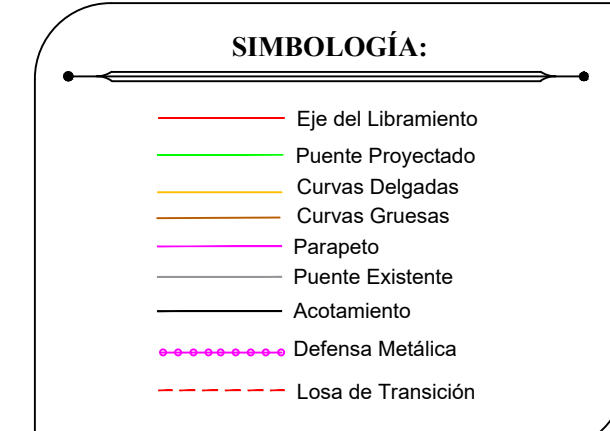 SIMBOLOGÍA:
Eje del Libramiento
Puente Proyectado
Curvas Delgadas
Curvas Gruesas
Parapeto
Puente Existente
Acotamiento
Defensa Metálica
Losa de Transición